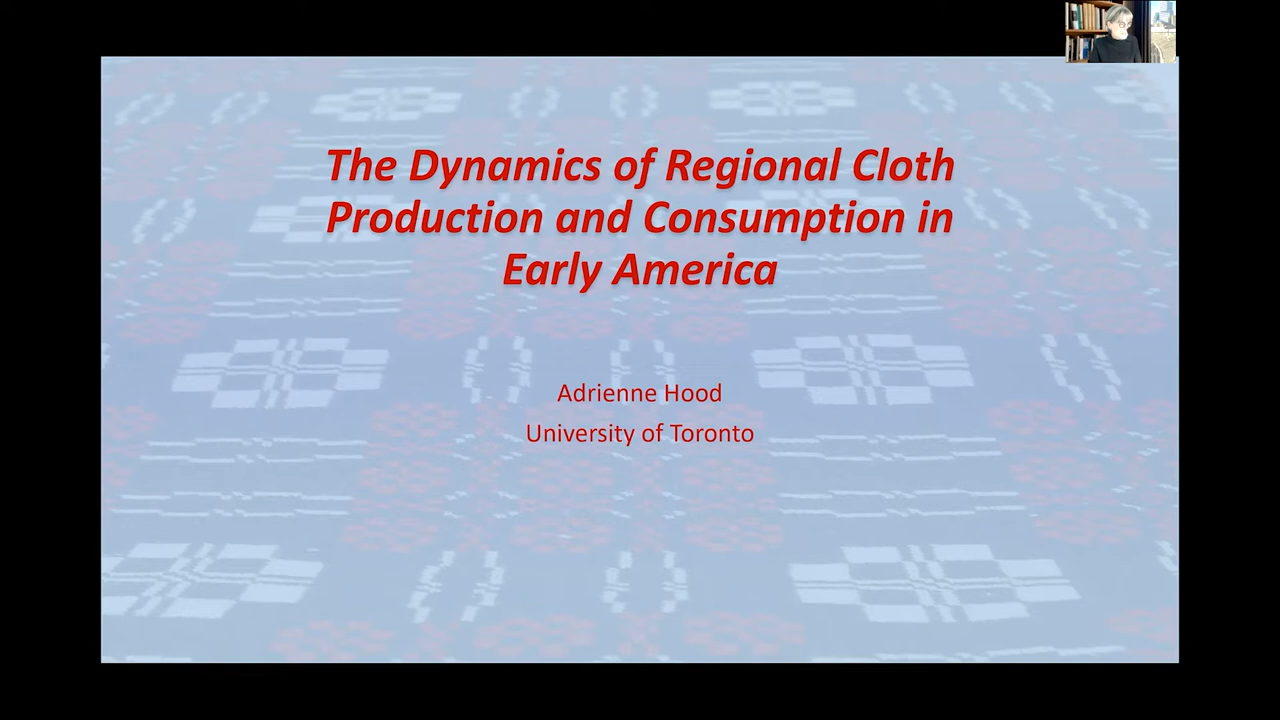 The Dynamics of Regional Cloth
Production and Consumption in
Early America
Adrienne Hood
University of Toronto